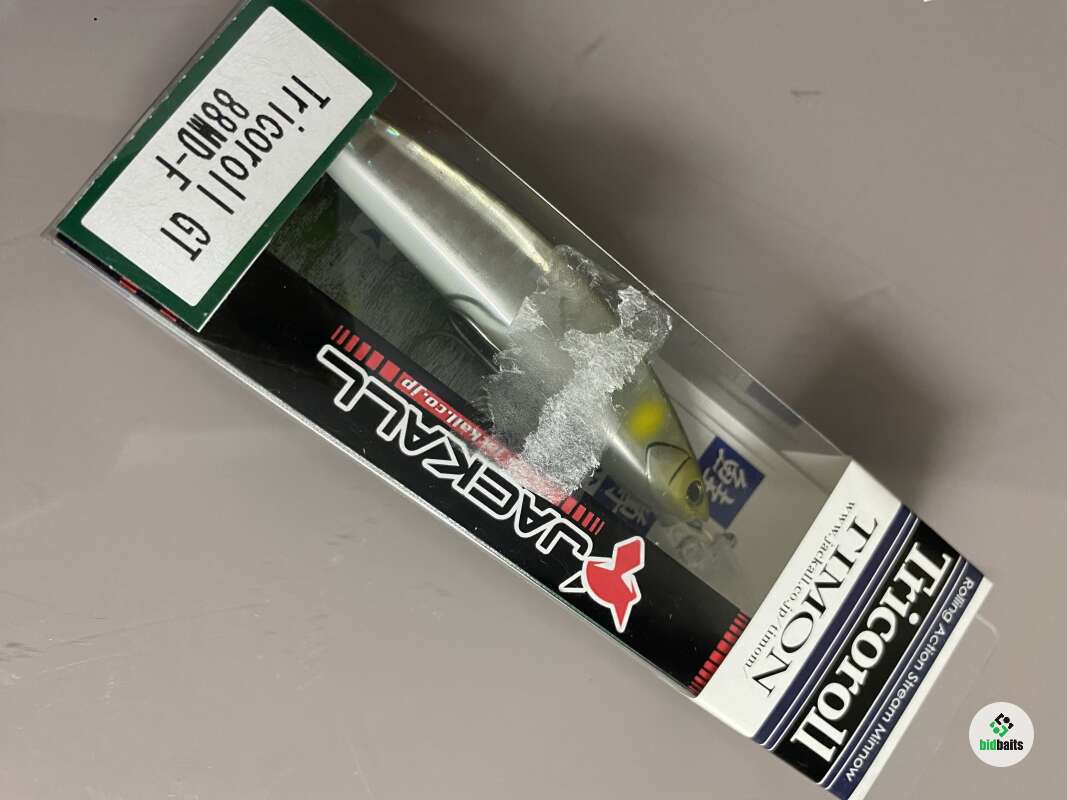 Tricoroll GT
88MD-F
JACKALL
jackall.co.jp
JACKALL
www.jackall.co.jp/timon/
TIMON
Tricoroll
Rolling Action Stream Minnow
bidbaits